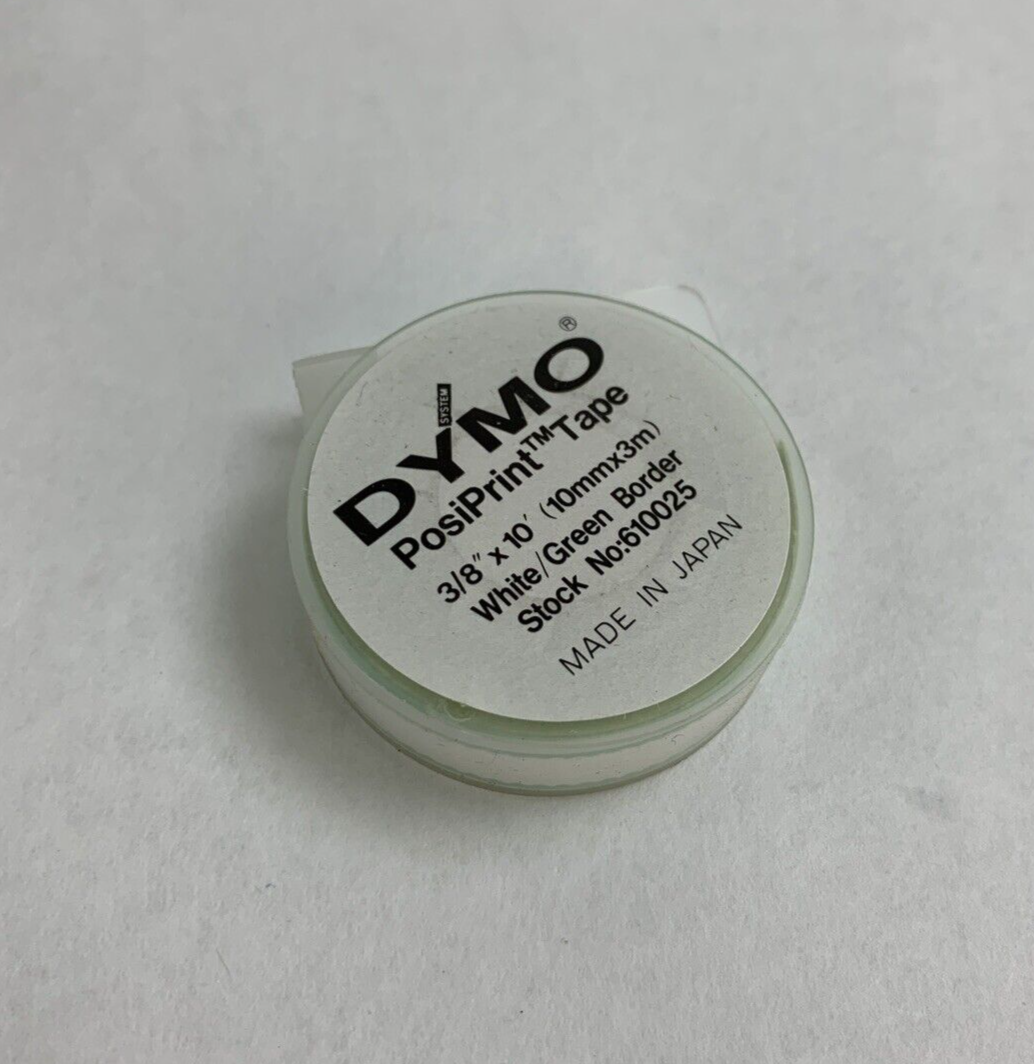 DYMO®
SYSTEM
PosiPrint™ Tape
3/8" x 10' (10mmx3m)
White/Green Border
Stock No:610025
MADE IN JAPAN